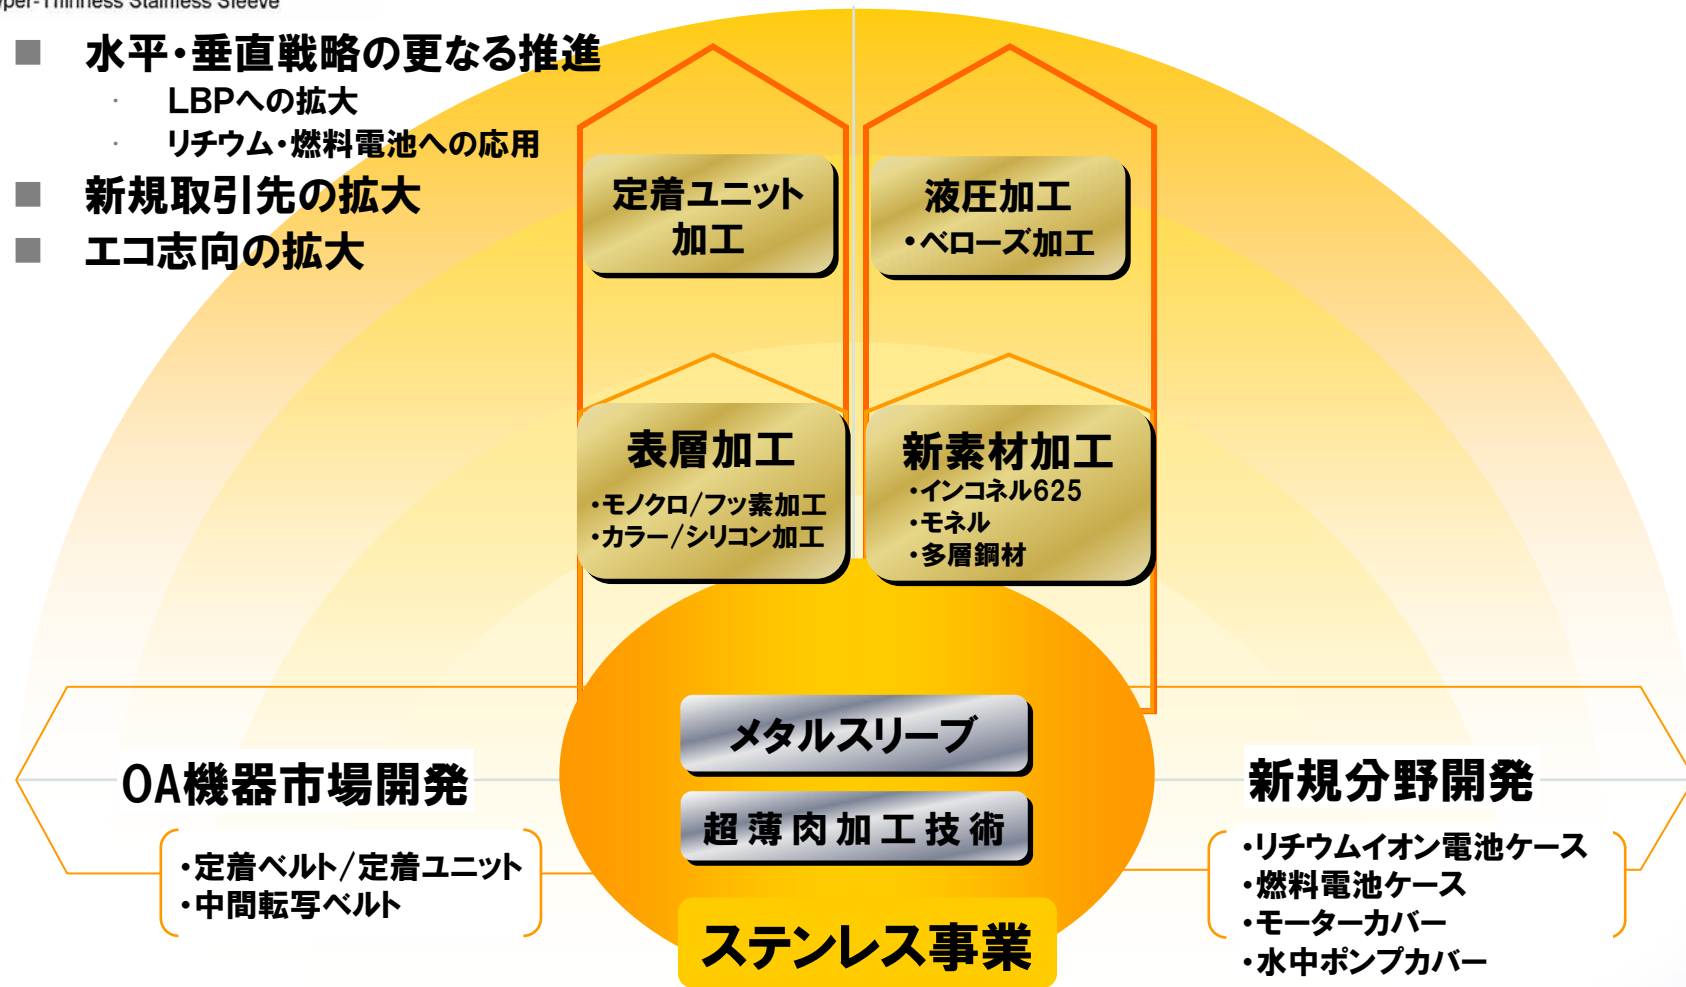 Hyper-Thinness Stainless Sleeve
■ 水平・垂直戦略の更なる推進
・ LBPへの拡大
・ リチウム・燃料電池への応用
■ 新規取引先の拡大
■ エコ志向の拡大
定着ユニット
加工
液圧加工
・ベローズ加工
表層加工
・モノクロ/フッ素加工
・カラー/シリコン加工
新素材加工
・インコネル625
・モネル
・多層鋼材
メタルスリーブ
超薄肉加工技術
ステンレス事業
OA機器市場開発
・定着ベルト/定着ユニット
・中間転写ベルト
新規分野開発
・リチウムイオン電池ケース
・燃料電池ケース
・モーターカバー
・水中ポンプカバー